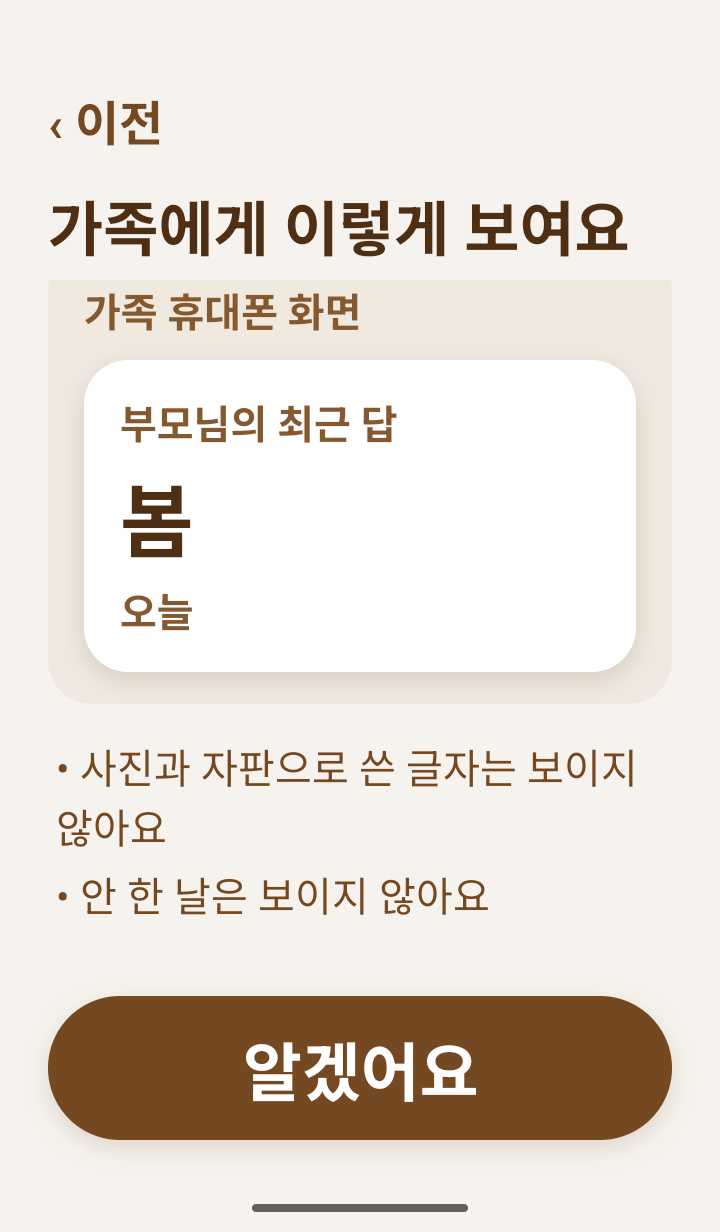 ‹ 이전
가족에게 이렇게 보여요
가족 휴대폰 화면
부모님의 최근 답
봄
오늘
• 사진과 자판으로 쓴 글자는 보이지
않아요
• 안 한 날은 보이지 않아요
알겠어요